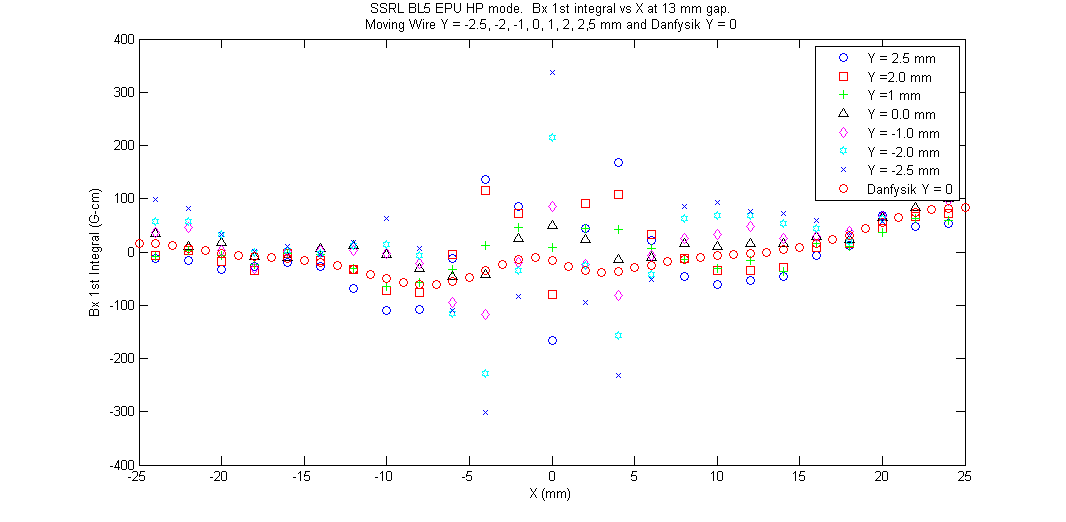 SSRL BL5 EPU HP mode.  Bx 1st integral vs X at 13 mm gap.
Moving Wire Y = -2.5, -2, -1, 0, 1, 2, 2,5 mm and Danfysik Y = 0
400
300
200
100
0
-100
-200
-300
-400
Bx 1st Integral (G-cm)
Y = 2.5 mm
Y =2.0 mm
Y =1 mm
Y = 0.0 mm
Y = -1.0 mm
Y = -2.0 mm
Y = -2.5 mm
Danfysik Y = 0
-25 -20 -15 -10 -5 0 5 10 15 20 25
X (mm)